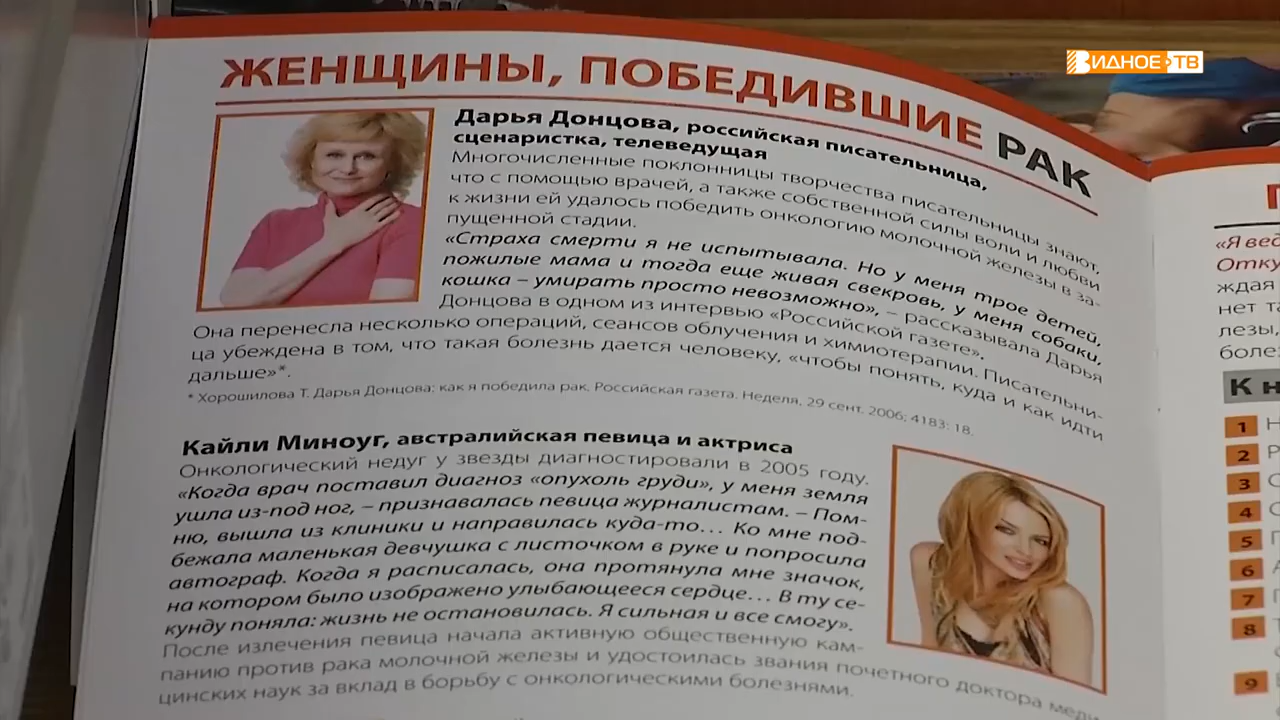 ВИДНОЕ-ТВ
ЖЕНЩИНЫ, ПОБЕДИВШИЕ РАК
Дарья Донцова, российская писательница,
сценаристка, телеведущая
Многочисленные поклонницы творчества писательницы знают,
что с помощью врачей, а также собственной силы воли и любви
к жизни ей удалось победить онкологию молочной железы в за-
пущенной стадии.
«Страха смерти я не испытывала. Но у меня трое детей,
пожилые мама и тогда еще живая свекровь, у меня собаки,
кошка – умирать просто невозможно», – рассказывала Дарья
Донцова в одном из интервью «Российской газете».
Она перенесла несколько операций, сеансов облучения и химиотерапии. Писательни-
ца убеждена в том, что такая болезнь дается человеку, «чтобы понять, куда и как идти
дальше»*.
* Хорошилова Т. Дарья Донцова: как я победила рак. Российская газета. Неделя, 29 сент. 2006; 4183: 18.
Кайли Миноуг, австралийская певица и актриса
Онкологический недуг у звезды диагностировали в 2005 году.
«Когда врач поставил диагноз «опухоль груди», у меня земля
ушла из-под ног, – признавалась певица журналистам. – Пом-
ню, вышла из клиники и направилась куда-то… Ко мне под-
бежала маленькая девчушка с листочком в руке и попросила
автограф. Когда я расписалась, она протянула мне значок,
на котором было изображено улыбающееся сердце… В ту се-
кунду поняла: жизнь не остановилась. Я сильная и все смогу».
После излечения певица начала активную общественную кам-
панию против рака молочной железы и удостоилась звания почетного доктора меди-
цинских наук за вклад в борьбу с онкологическими болезнями.
«Я вед
Отку
ждая
нет т
лезы,
болез
К н
1 Н
2 Р
3 С
4 С
5 П
6 А
7 П
8 Т
9